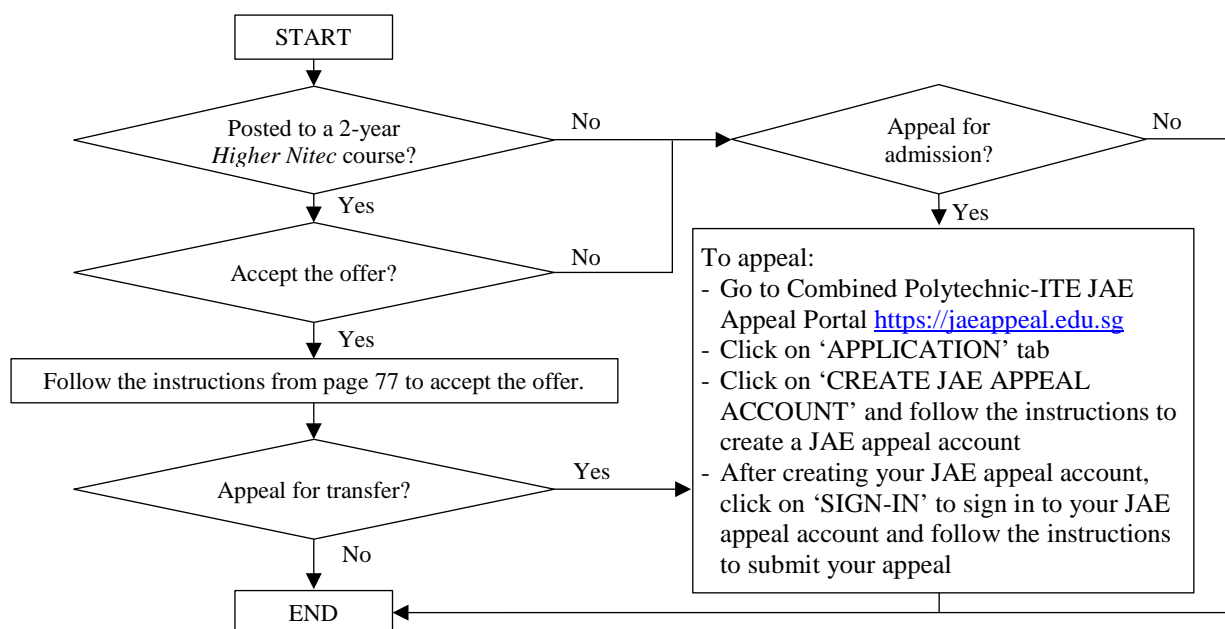 START
Posted to a 2-year
Higher Nitec course?
No
Appeal for
admission?
No
Yes
Yes
Accept the offer?
No
To appeal:
- Go to Combined Polytechnic-ITE JAE
Appeal Portal https://jaeappeal.edu.sg
- Click on ‘APPLICATION’ tab
- Click on ‘CREATE JAE APPEAL
ACCOUNT’ and follow the instructions to
create a JAE appeal account
- After creating your JAE appeal account,
click on ‘SIGN-IN’ to sign in to your JAE
appeal account and follow the instructions
to submit your appeal
Yes
Follow the instructions from page 77 to accept the offer.
Appeal for transfer?
Yes
No
END